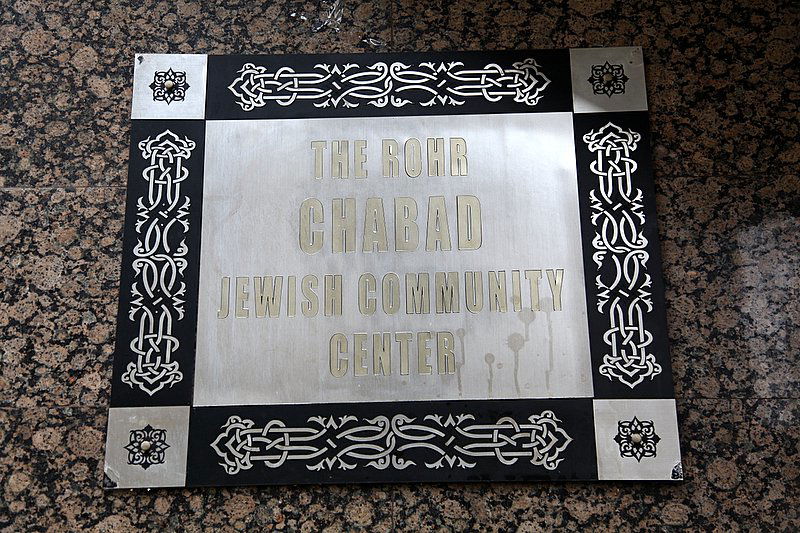 THE ROHR
CHABAD
JEWISH COMMUNITY
CENTER